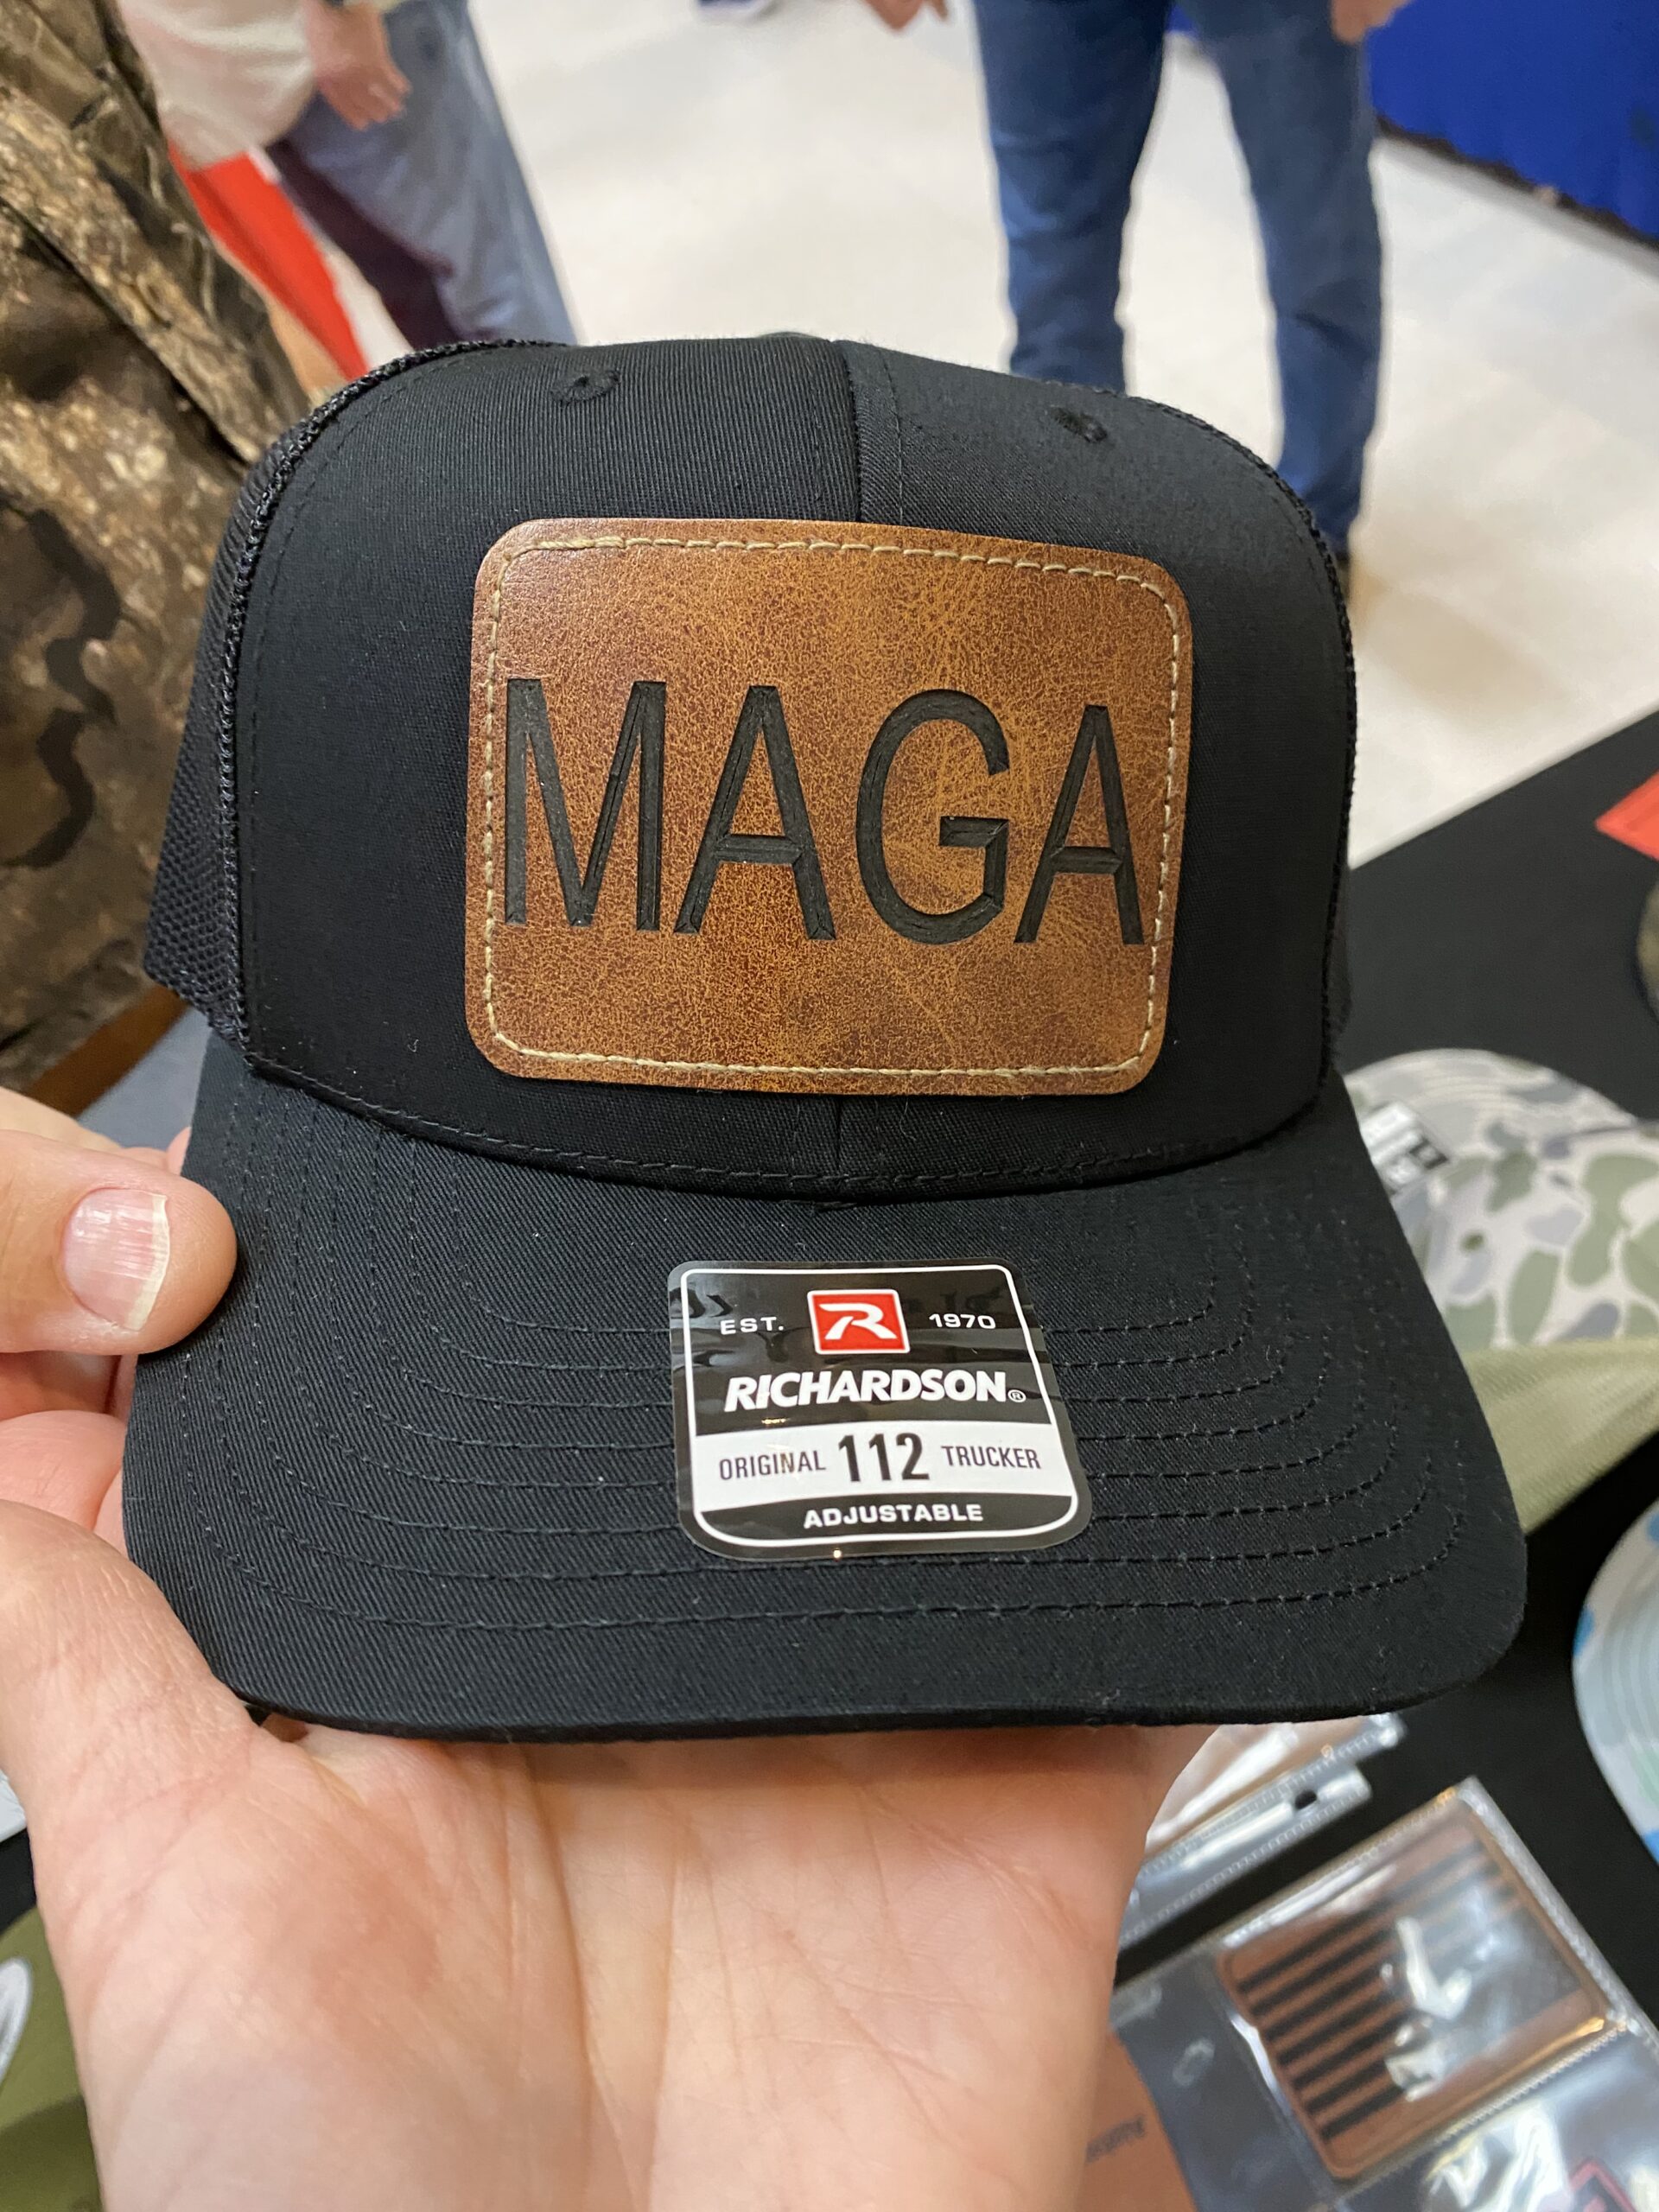 MAGA
EST. R 1970
RICHARDSON®
ORIGINAL 112 TRUCKER
ADJUSTABLE